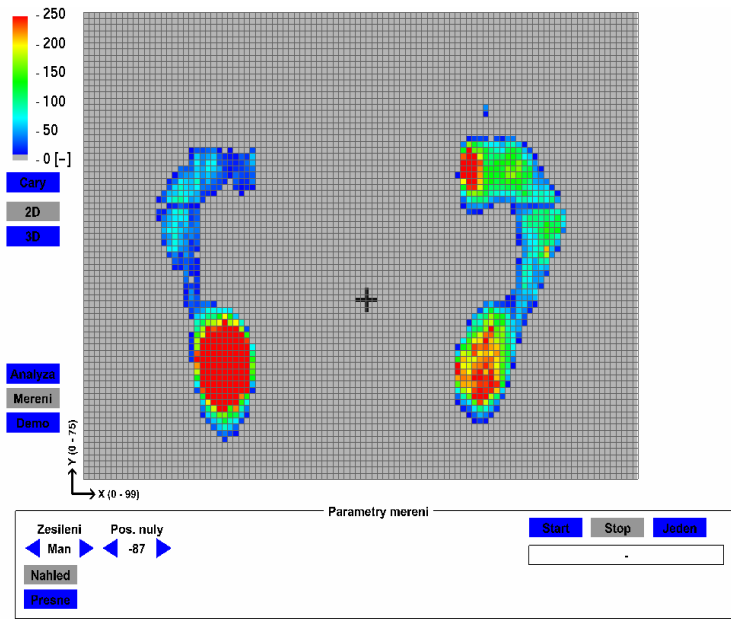 - 250
- 200
- 150
- 100
- 50
- 0 [–]
Cary
2D
3D
Analyza
Mereni
Demo
Y (0 - 75)
X (0 - 99)
Parametry mereni
Zesileni
Pos. nuly
Man
-87
Nahled
Presne
Start
Stop
Jeden
-